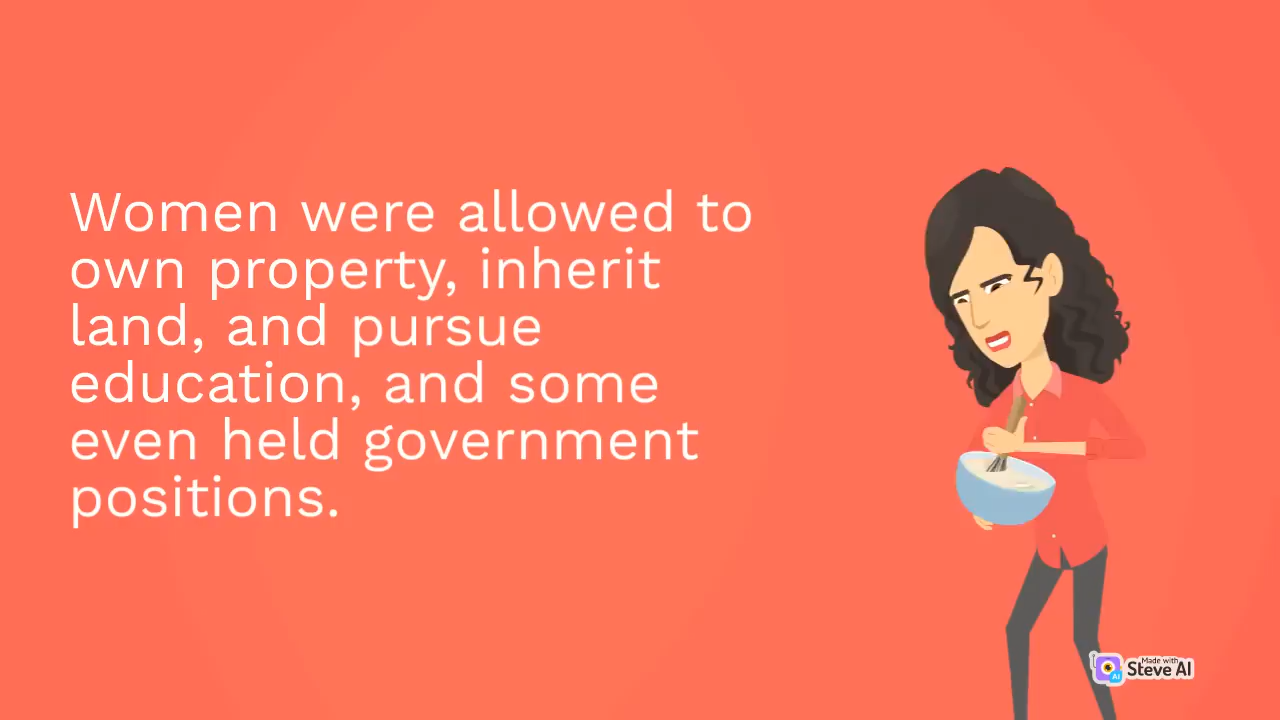 Women were allowed to
own property, inherit
land, and pursue
education, and some
even held government
positions.
Made with
Steve AI
AI